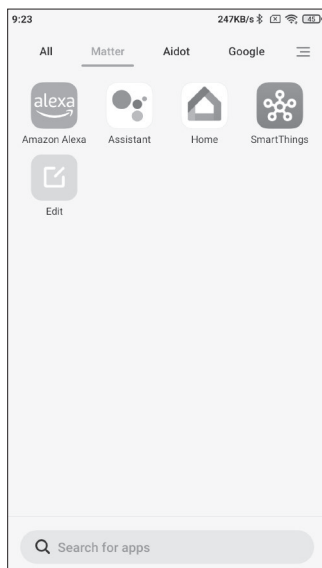 9:23 247KB/s 45
All Matter Aidot Google
alexa
Amazon Alexa Assistant Home SmartThings
Edit
Search for apps